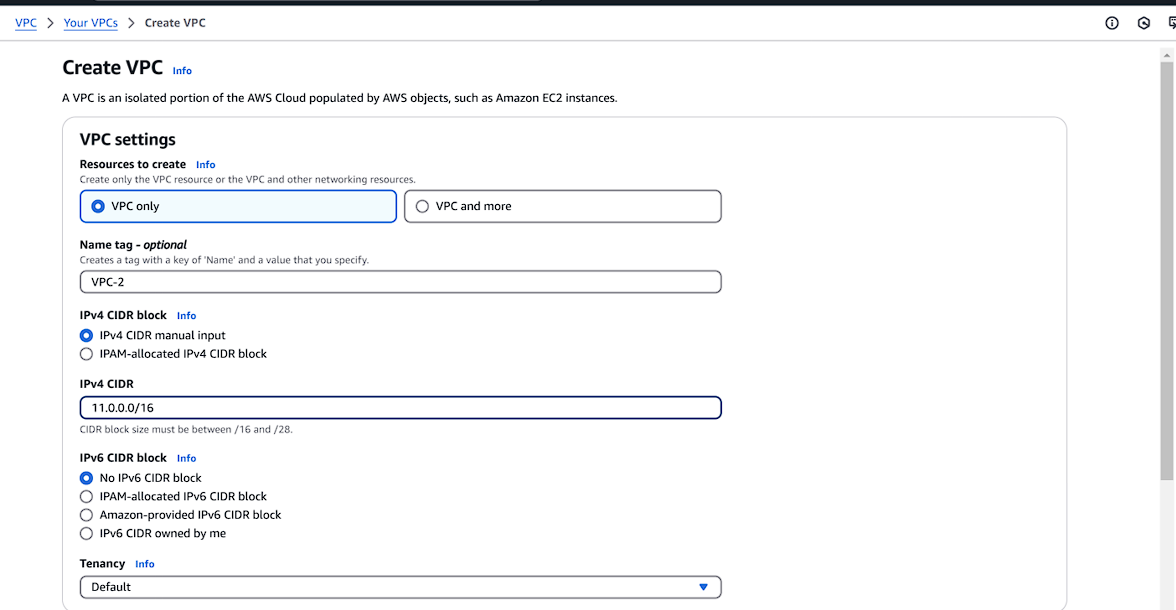 VPC > Your VPCs > Create VPC
Create VPC Info
A VPC is an isolated portion of the AWS Cloud populated by AWS objects, such as Amazon EC2 instances.
VPC settings
Resources to create Info
Create only the VPC resource or the VPC and other networking resources.
VPC only VPC and more
Name tag - optional
Creates a tag with a key of 'Name' and a value that you specify.
VPC-2
IPv4 CIDR block Info
IPv4 CIDR manual input
IPAM-allocated IPv4 CIDR block
IPv4 CIDR
11.0.0.0/16
CIDR block size must be between /16 and /28.
IPv6 CIDR block Info
No IPv6 CIDR block
IPAM-allocated IPv6 CIDR block
Amazon-provided IPv6 CIDR block
IPv6 CIDR owned by me
Tenancy Info
Default